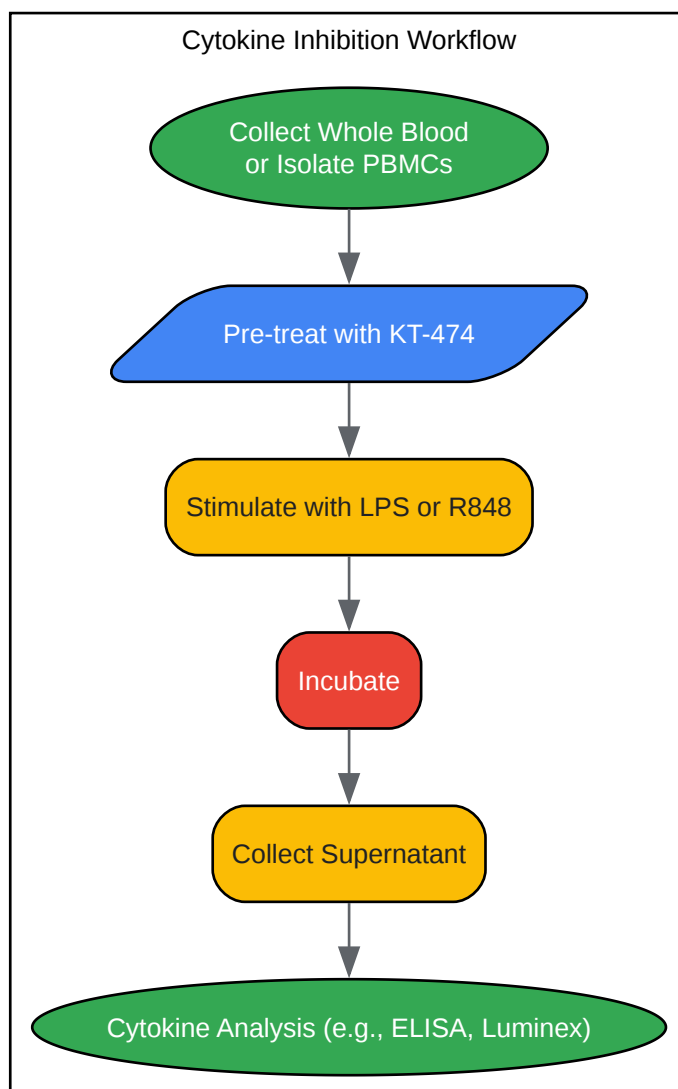 Cytokine Inhibition Workflow
Collect Whole Blood
or Isolate PBMCs
Pre-treat with KT-474
Stimulate with LPS or R848
Incubate
Collect Supernatant
Cytokine Analysis (e.g., ELISA, Luminex)